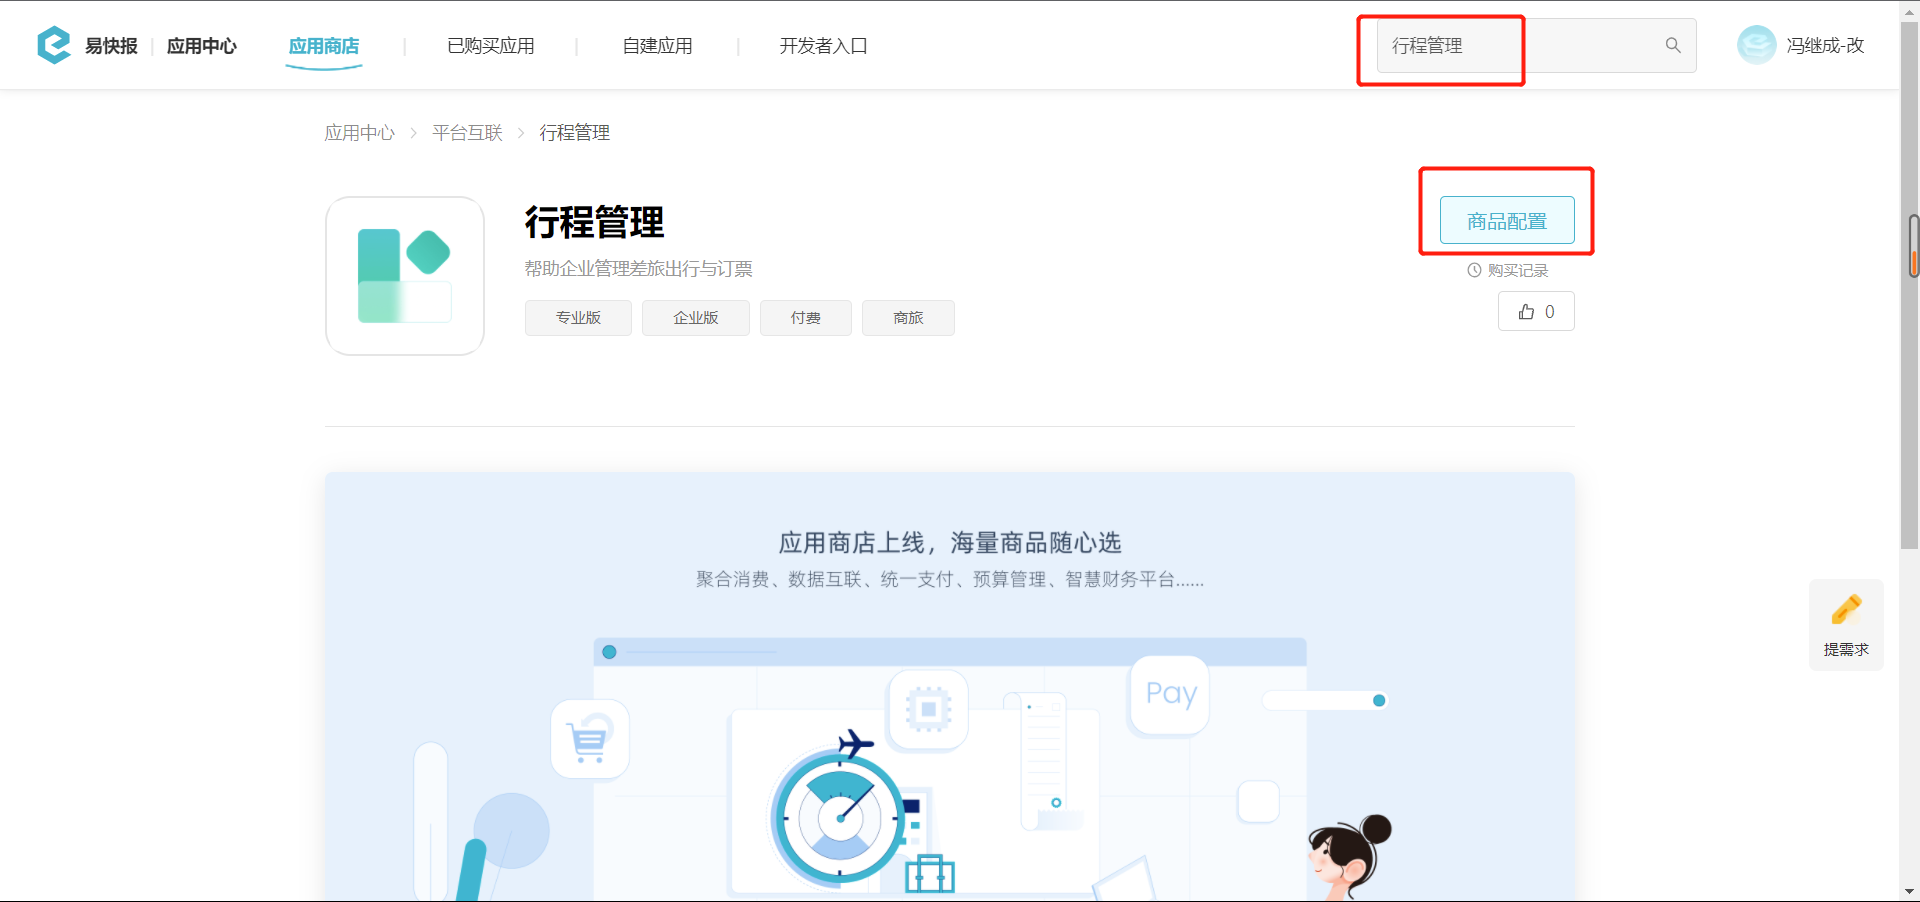 易快报 应用中心 应用商店 已购买应用 自建应用 开发者入口 行程管理 冯继成-改
应用中心 平台互联 行程管理
行程管理
商品配置
帮助企业管理差旅出行与订票
购买记录
专业版 企业版 付费 商旅
0
应用商店上线，海量商品随心选
聚合消费、数据互联、统一支付、预算管理、智慧财务平台......
Pay
提需求